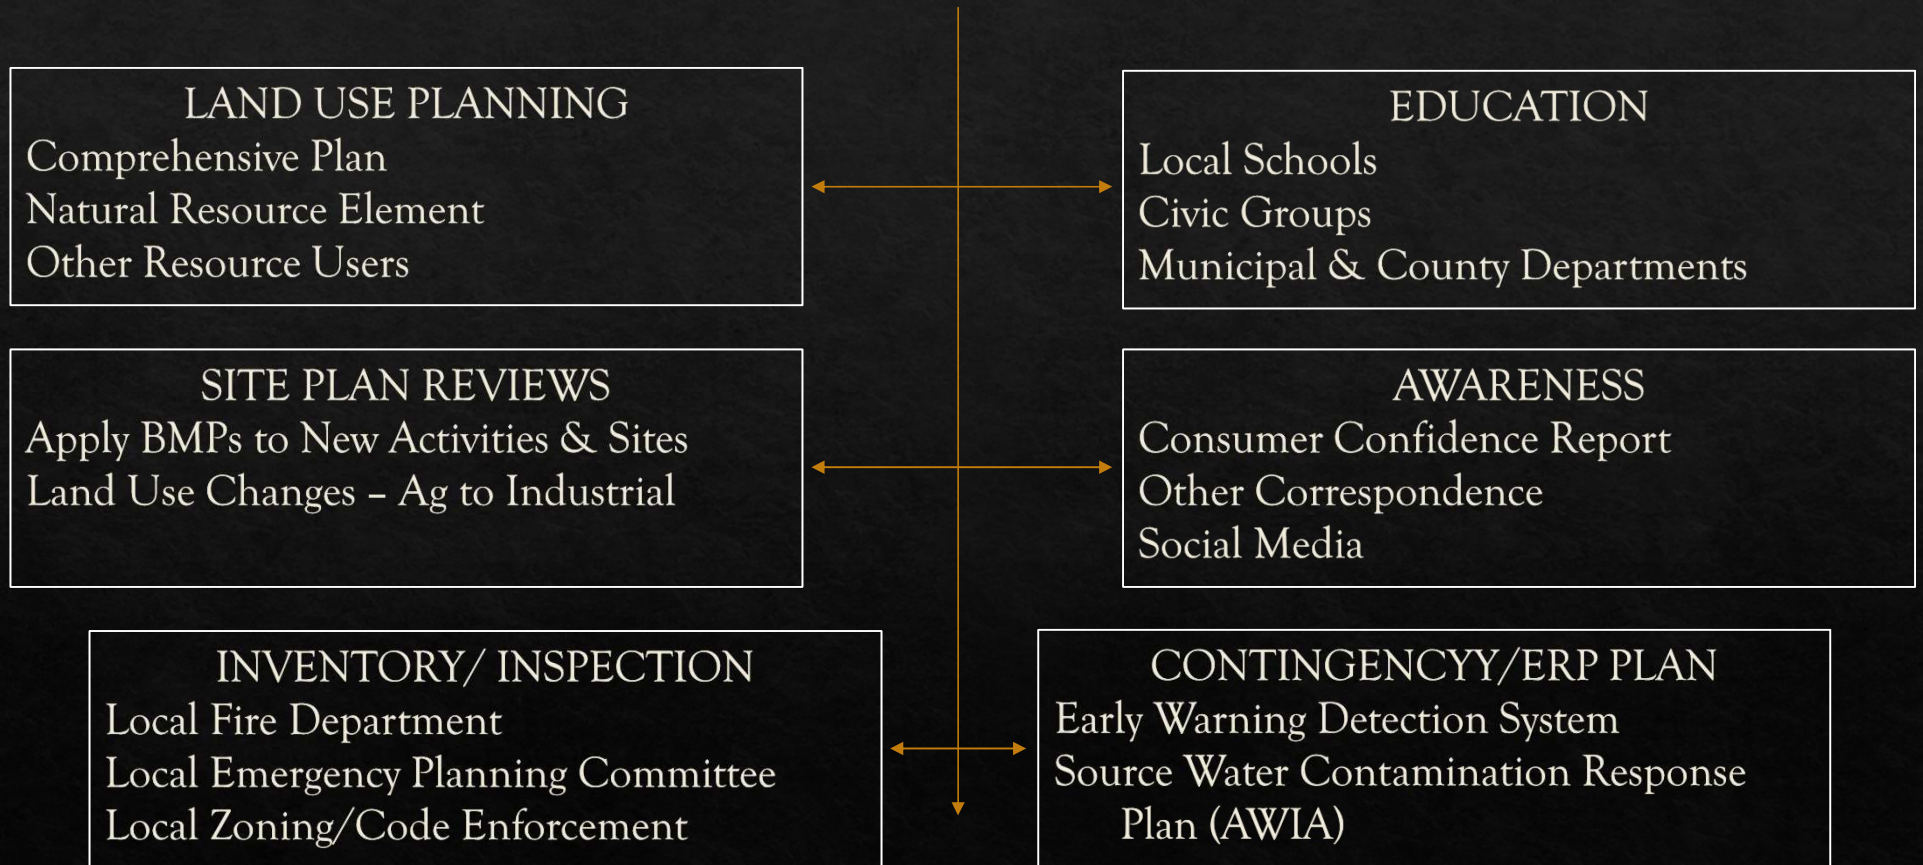 LAND USE PLANNING
Comprehensive Plan
Natural Resource Element
Other Resource Users
EDUCATION
Local Schools
Civic Groups
Municipal & County Departments
SITE PLAN REVIEWS
Apply BMPs to New Activities & Sites
Land Use Changes – Ag to Industrial
AWARENESS
Consumer Confidence Report
Other Correspondence
Social Media
INVENTORY/ INSPECTION
Local Fire Department
Local Emergency Planning Committee
Local Zoning/Code Enforcement
CONTINGENCYY/ERP PLAN
Early Warning Detection System
Source Water Contamination Response
Plan (AWIA)